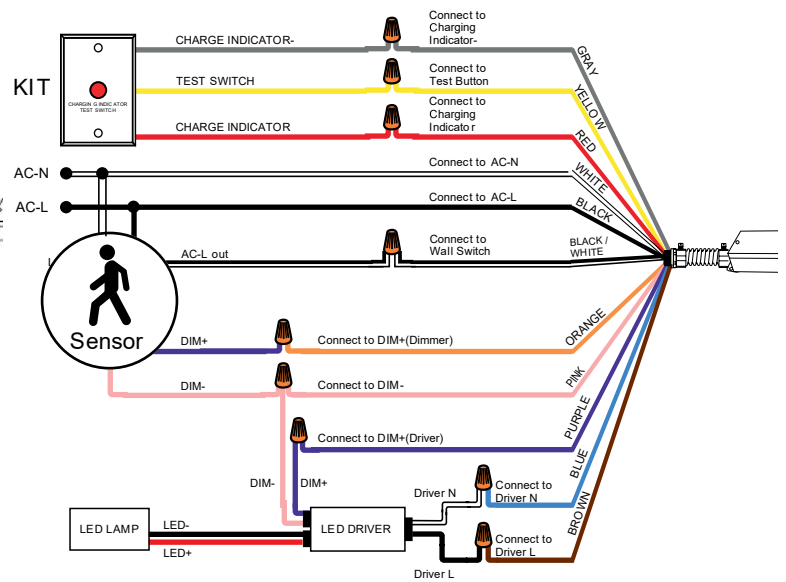 CHARGE INDICATOR-
Connect to
Charging
Indicator-
GRAY
KIT
CHARGIN G INDIC ATOR
TEST SWITCH
TEST SWITCH
Connect to
Test Button
YELLOW
CHARGE INDICATOR
Connect to
Charging
Indicator
RED
AC-N
Connect to AC-N
WHITE
AC-L
Connect to AC-L
BLACK
AC-L out
Connect to
Wall Switch
BLACK /
WHITE
Sensor
DIM+
Connect to DIM+(Dimmer)
ORANGE
DIM-
Connect to DIM-
PINK
Connect to DIM+(Driver)
PURPLE
DIM-
DIM+
Driver N
Connect to
Driver N
BLUE
LED LAMP
LED-
LED+
LED DRIVER
Connect to
Driver L
BROWN
Driver L